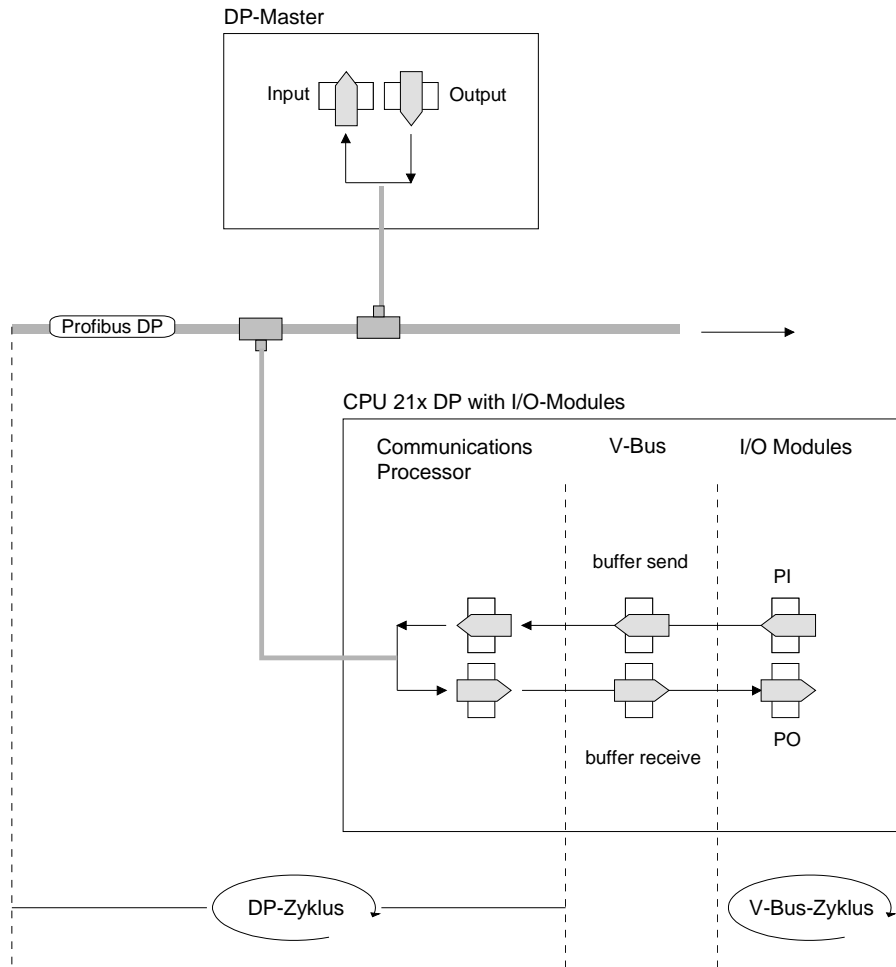 DP-Master
Input
Output
Profibus DP
CPU 21x DP with I/O-Modules
Communications
Processor
V-Bus
I/O Modules
buffer send
PI
PO
buffer receive
DP-Zyklus
V-Bus-Zyklus